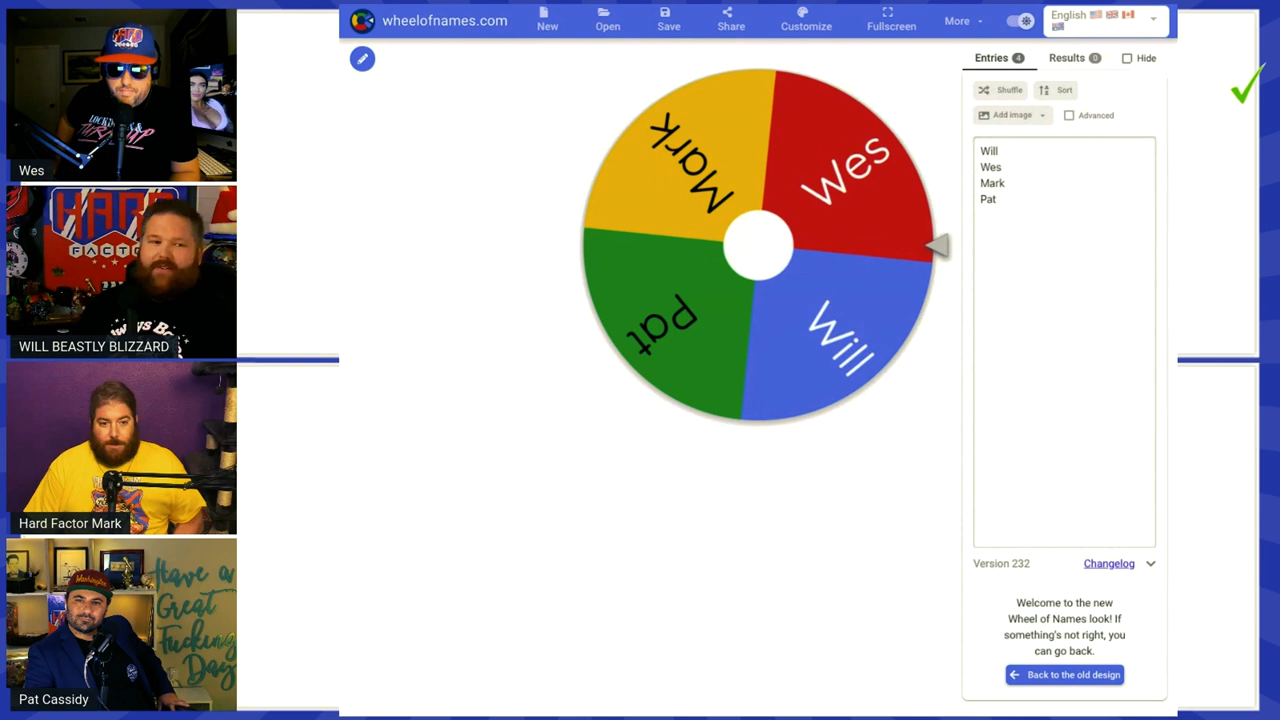 Wes
HARD
FACTO
WILL BEASTLY BLIZZARD
Hard Factor Mark
Washington
Have a
Great
Fucking
Day
Pat Cassidy
wheelofnames.com
New
Open
Save
Share
Customize
Fullscreen
More
English
Mark
Wes
Pat
Will
Entries 4
Results 0
Hide
Shuffle
Sort
Add image
Advanced
Will
Wes
Mark
Pat
Version 232
Changelog
Welcome to the new
Wheel of Names look! If
something's not right, you
can go back.
Back to the old design